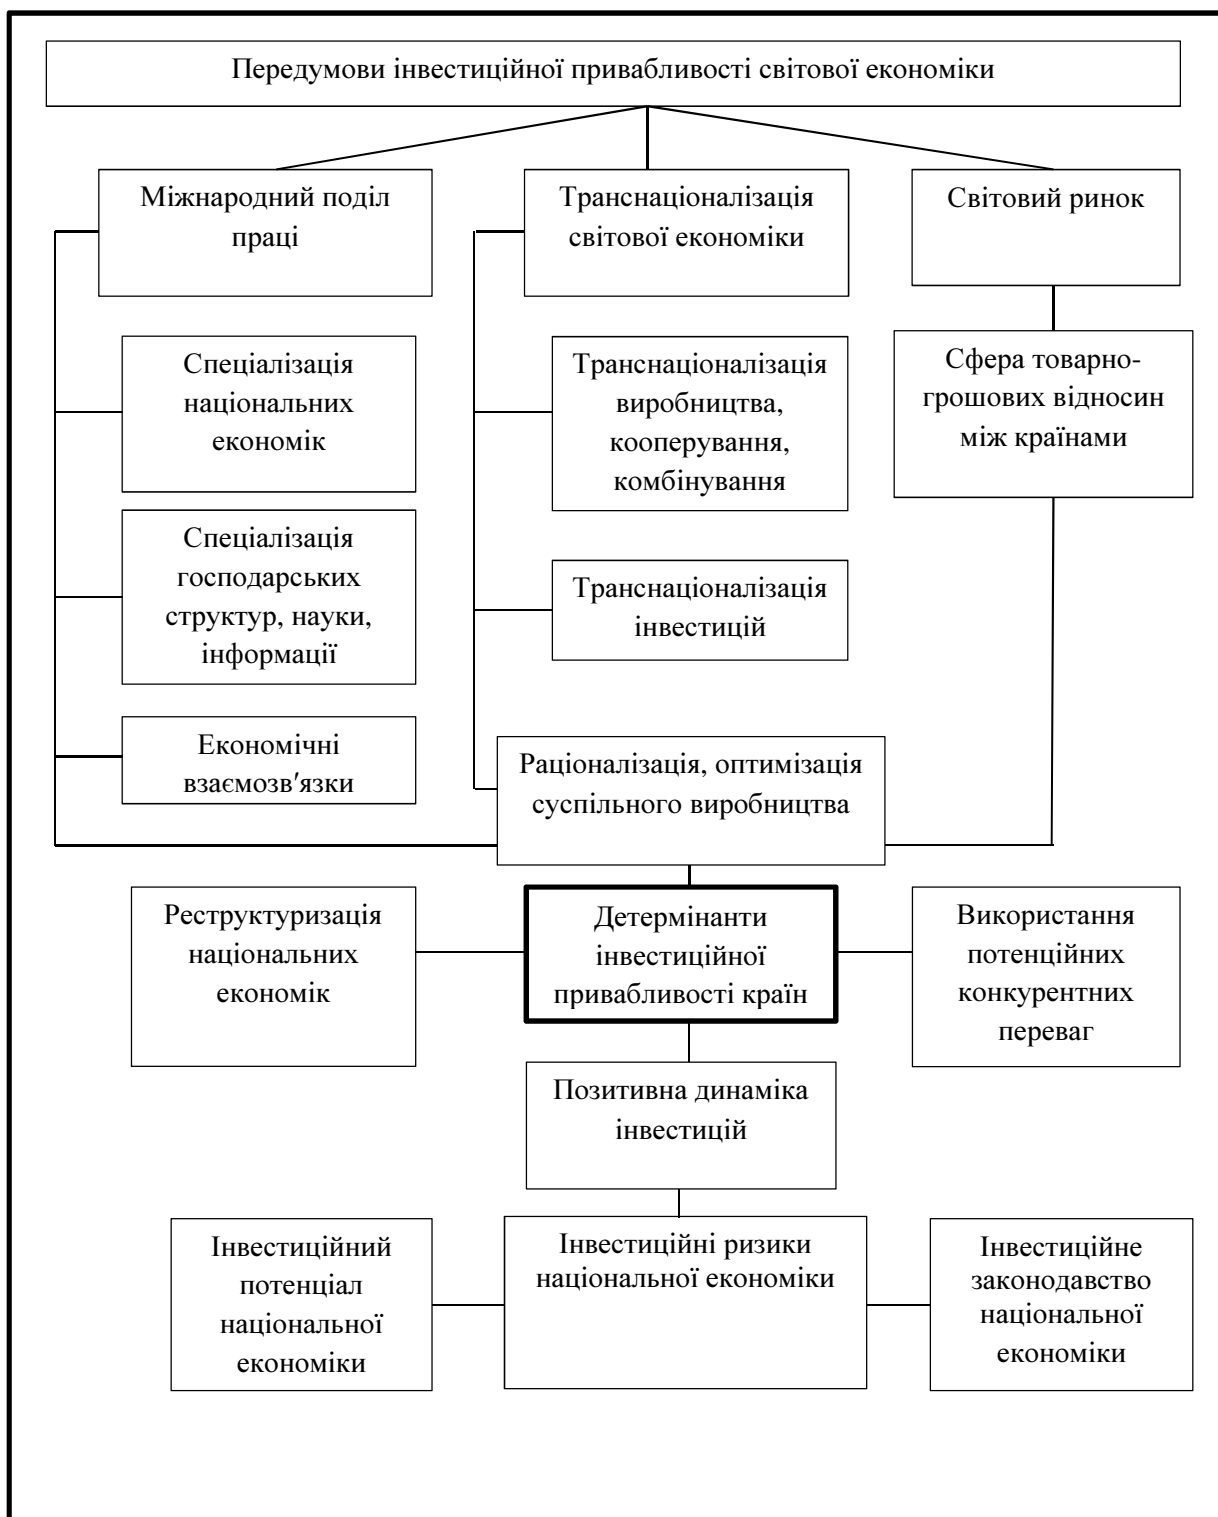 Передумови інвестиційної привабливості світової економіки
Міжнародний поділ
праці
Транснаціоналізація
світової економіки
Світовий ринок
Спеціалізація
національних
економік
Транснаціоналізація
виробництва,
кооперування,
комбінування
Сфера товарно-
грошових відносин
між країнами
Спеціалізація
господарських
структур, науки,
інформації
Транснаціоналізація
інвестицій
Економічні
взаємозв'язки
Раціоналізація, оптимізація
суспільного виробництва
Реструктуризація
національних
економік
Детермінанти
інвестиційної
привабливості країн
Використання
потенційних
конкурентних
переваг
Позитивна динаміка
інвестицій
Інвестиційний
потенціал
національної
економіки
Інвестиційні ризики
національної економіки
Інвестиційне
законодавство
національної
економіки